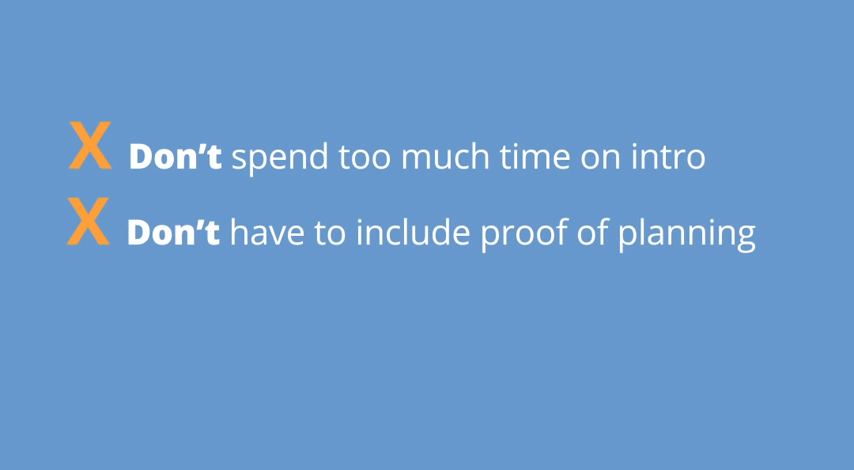 X Don’t spend too much time on intro
X Don’t have to include proof of planning